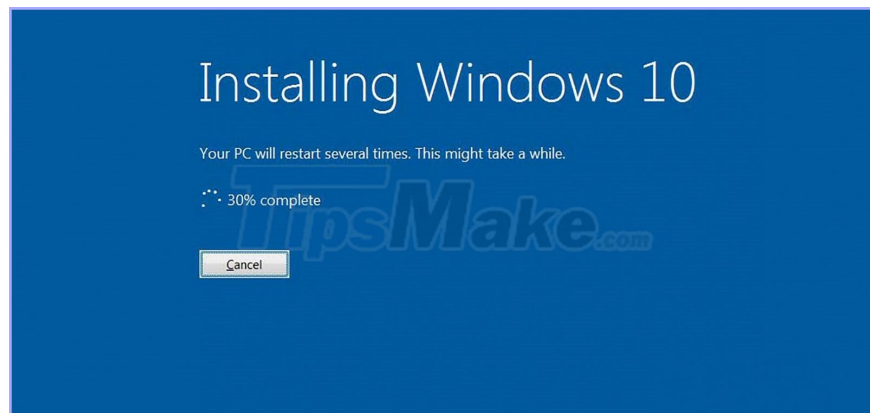 Installing Windows 10
Your PC will restart several times. This might take a while.
30% complete
TipsMake.com
Cancel